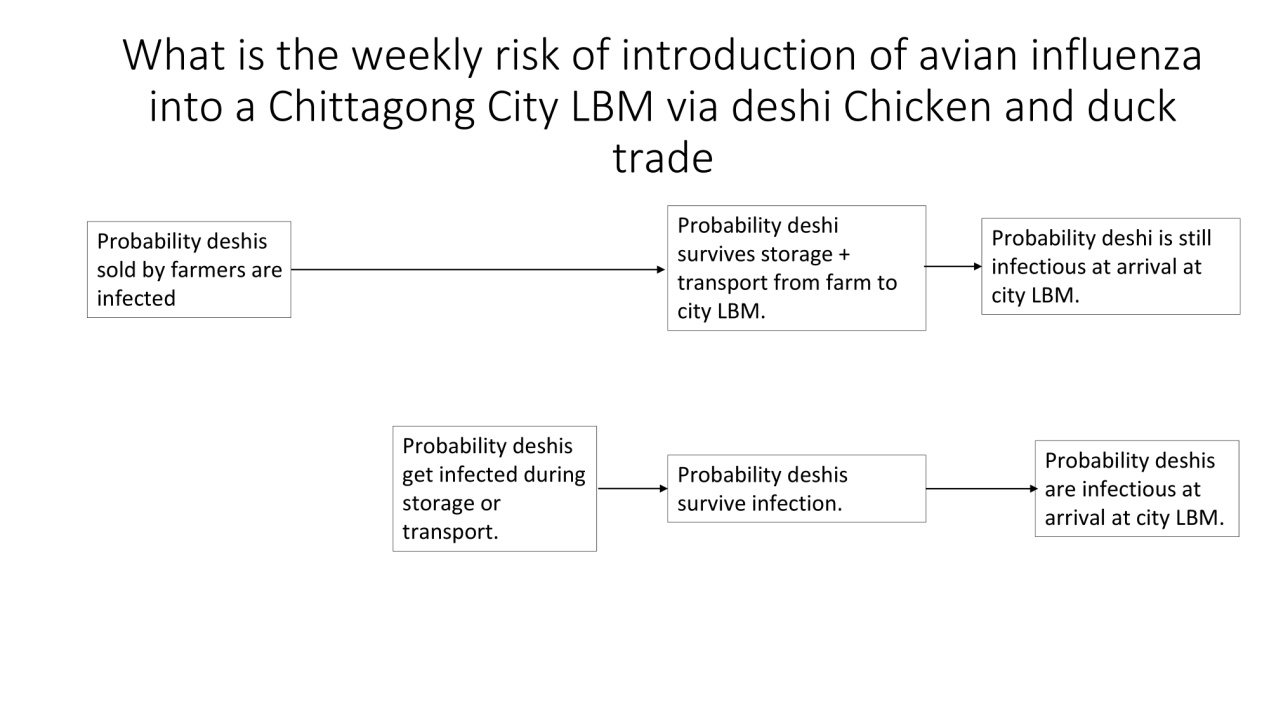 What is the weekly risk of introduction of avian influenza
into a Chittagong City LBM via deshi Chicken and duck
trade
Probability deshis
sold by farmers are
infected
Probability deshi
survives storage +
transport from farm to
city LBM.
Probability deshi is still
infectious at arrival at
city LBM.
Probability deshis
get infected during
storage or
transport.
Probability deshis
survive infection.
Probability deshis
are infectious at
arrival at city LBM.